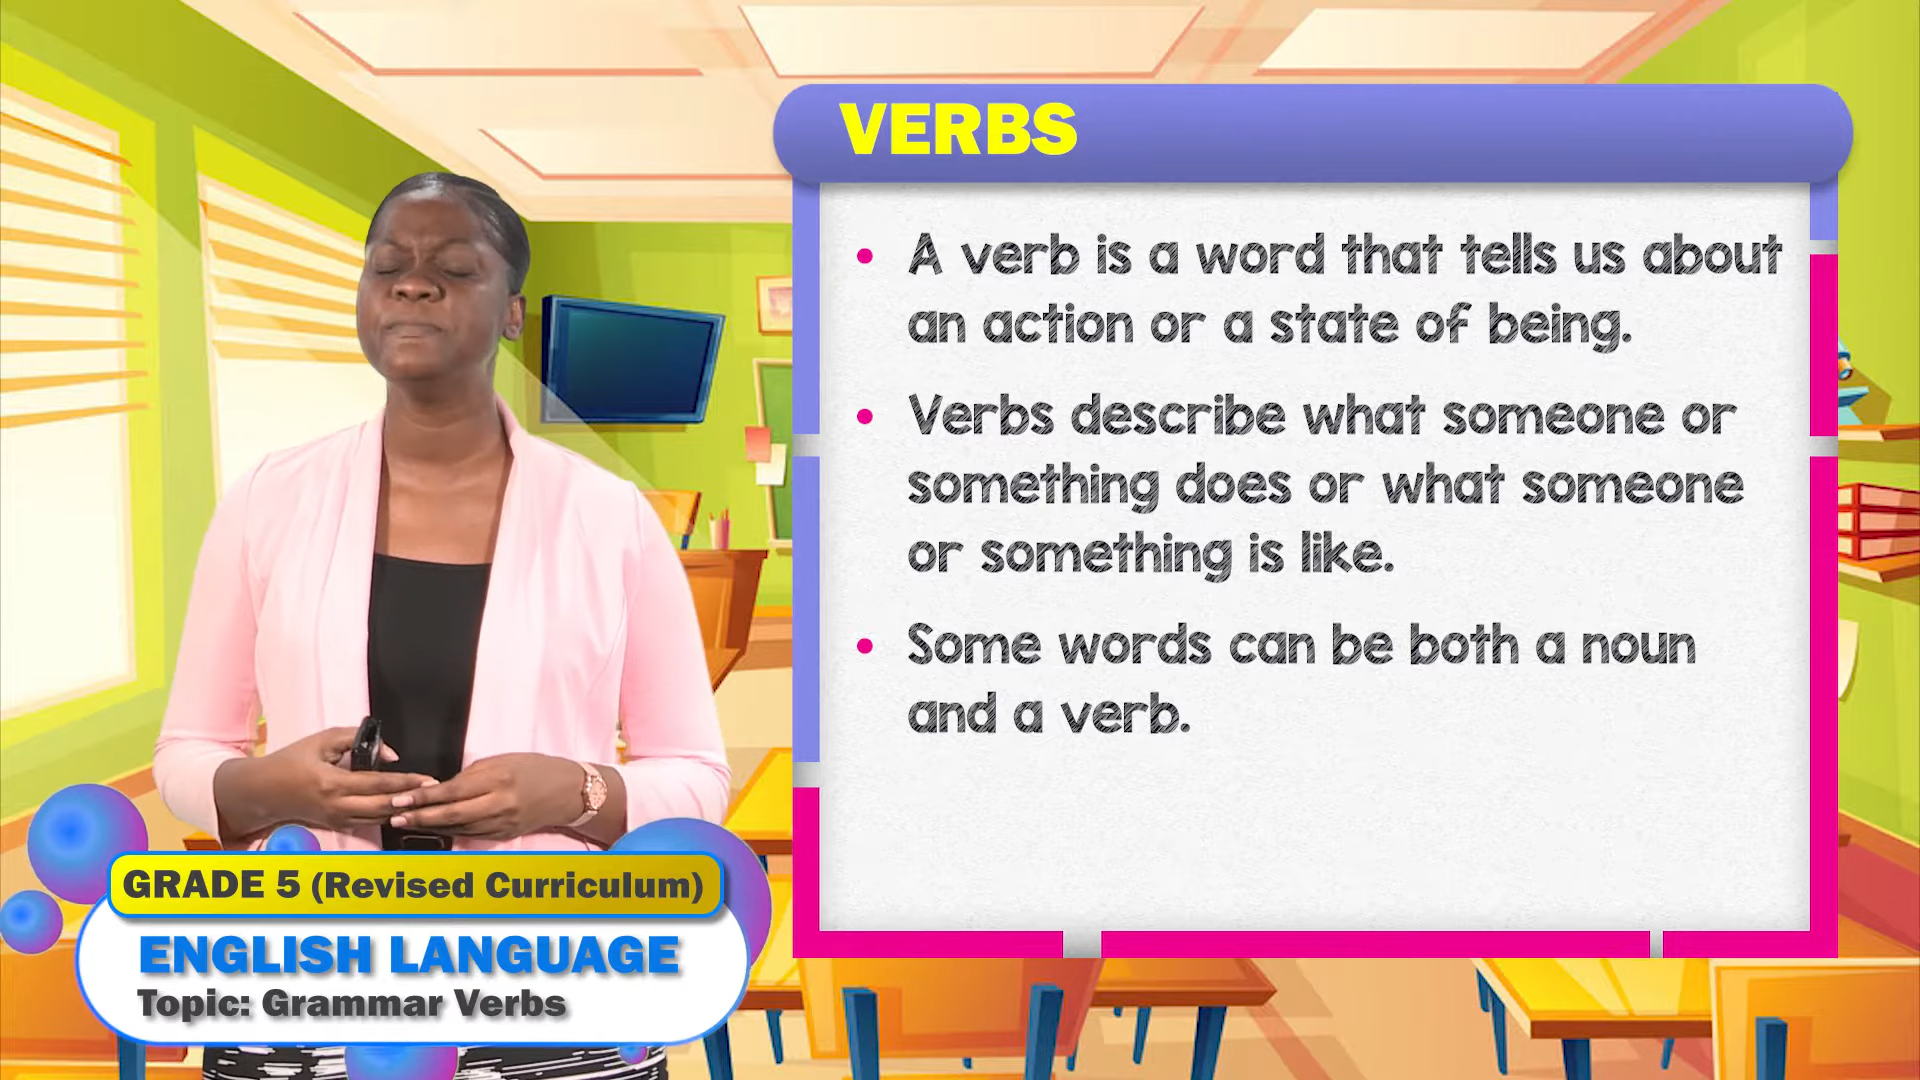 VERBS
• A verb is a word that tells us about
an action or a state of being.
• Verbs describe what someone or
something does or what someone
or something is like.
• Some words can be both a noun
and a verb.
GRADE 5 (Revised Curriculum)
ENGLISH LANGUAGE
Topic: Grammar Verbs